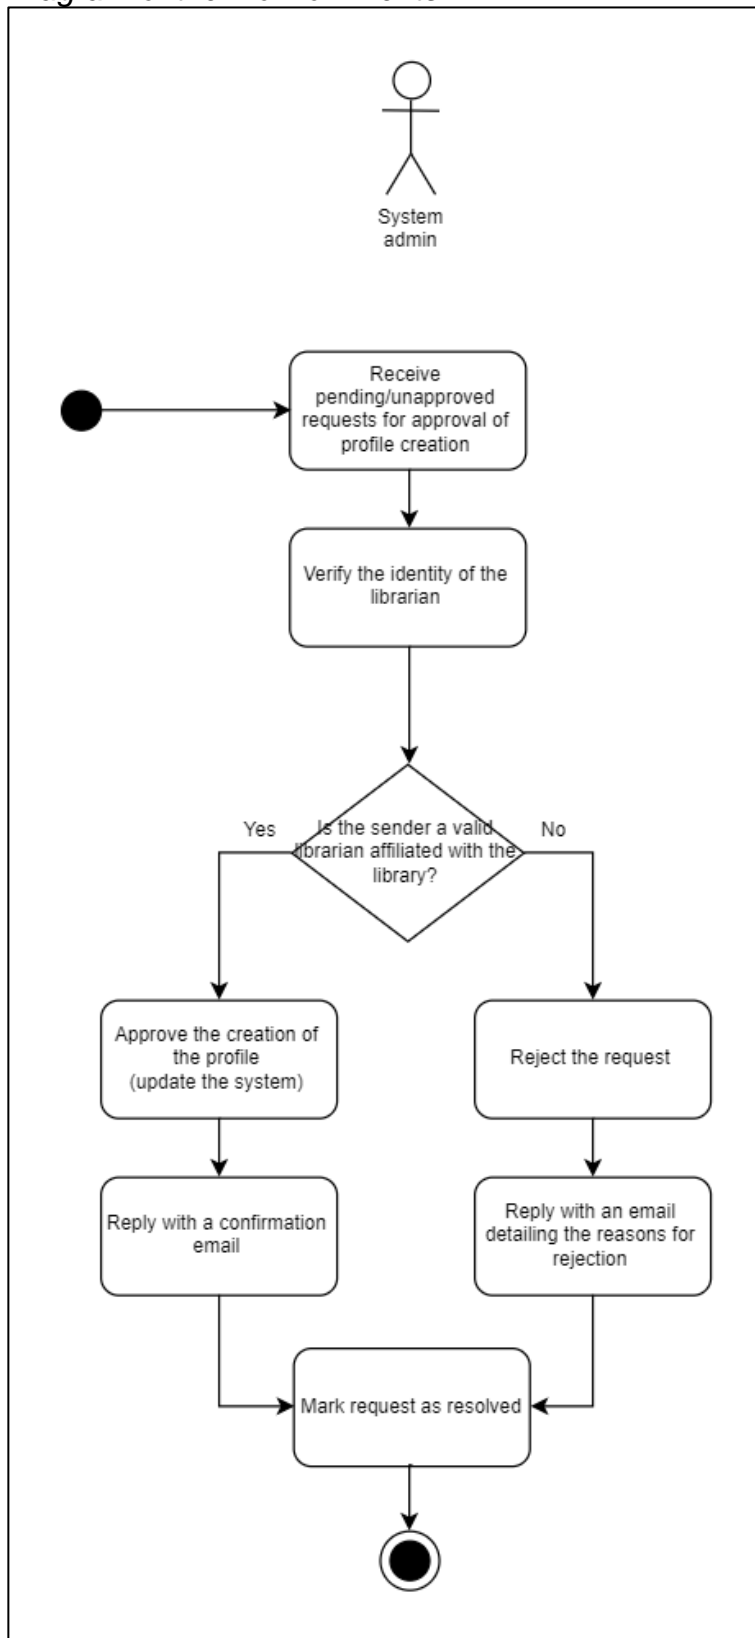 System
admin
Receive
pending/unapproved
requests for approval of
profile creation
Verify the identity of the
librarian
Is the sender a valid
librarian affiliated with the
library?
Yes
No
Approve the creation of
the profile
(update the system)
Reject the request
Reply with a confirmation
email
Reply with an email
detailing the reasons for
rejection
Mark request as resolved